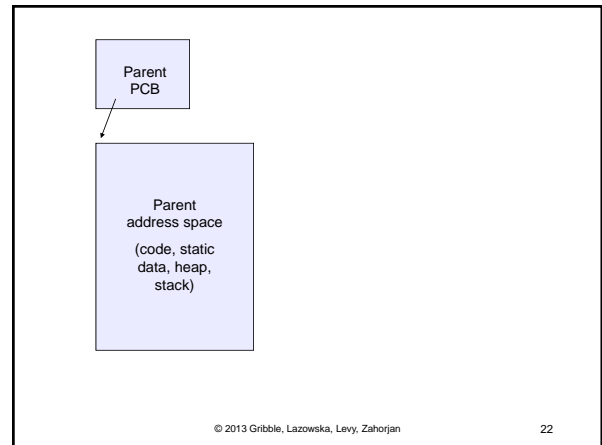 Parent
PCB
Parent
address space
(code, static
data, heap,
stack)
© 2013 Gribble, Lazowska, Levy, Zahorjan
22